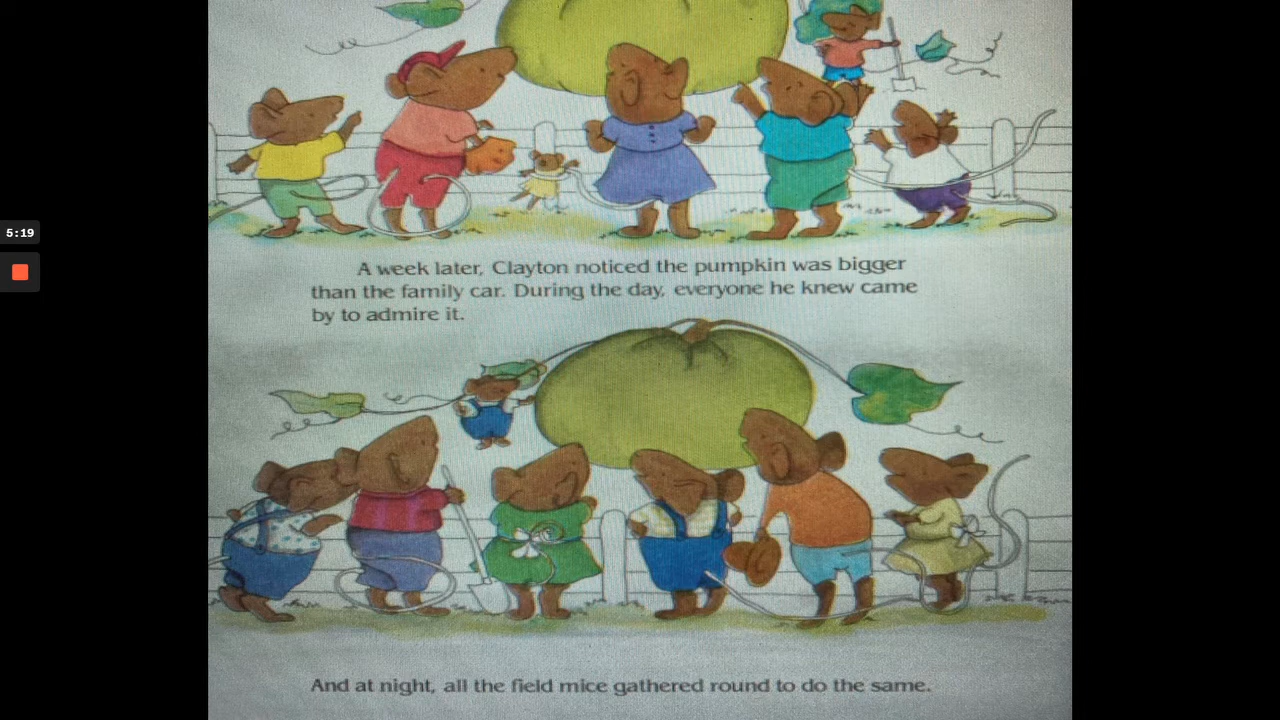 5:19
A week later, Clayton noticed the pumpkin was bigger
than the family car. During the day, everyone he knew came
by to admire it.
And at night, all the field mice gathered round to do the same.